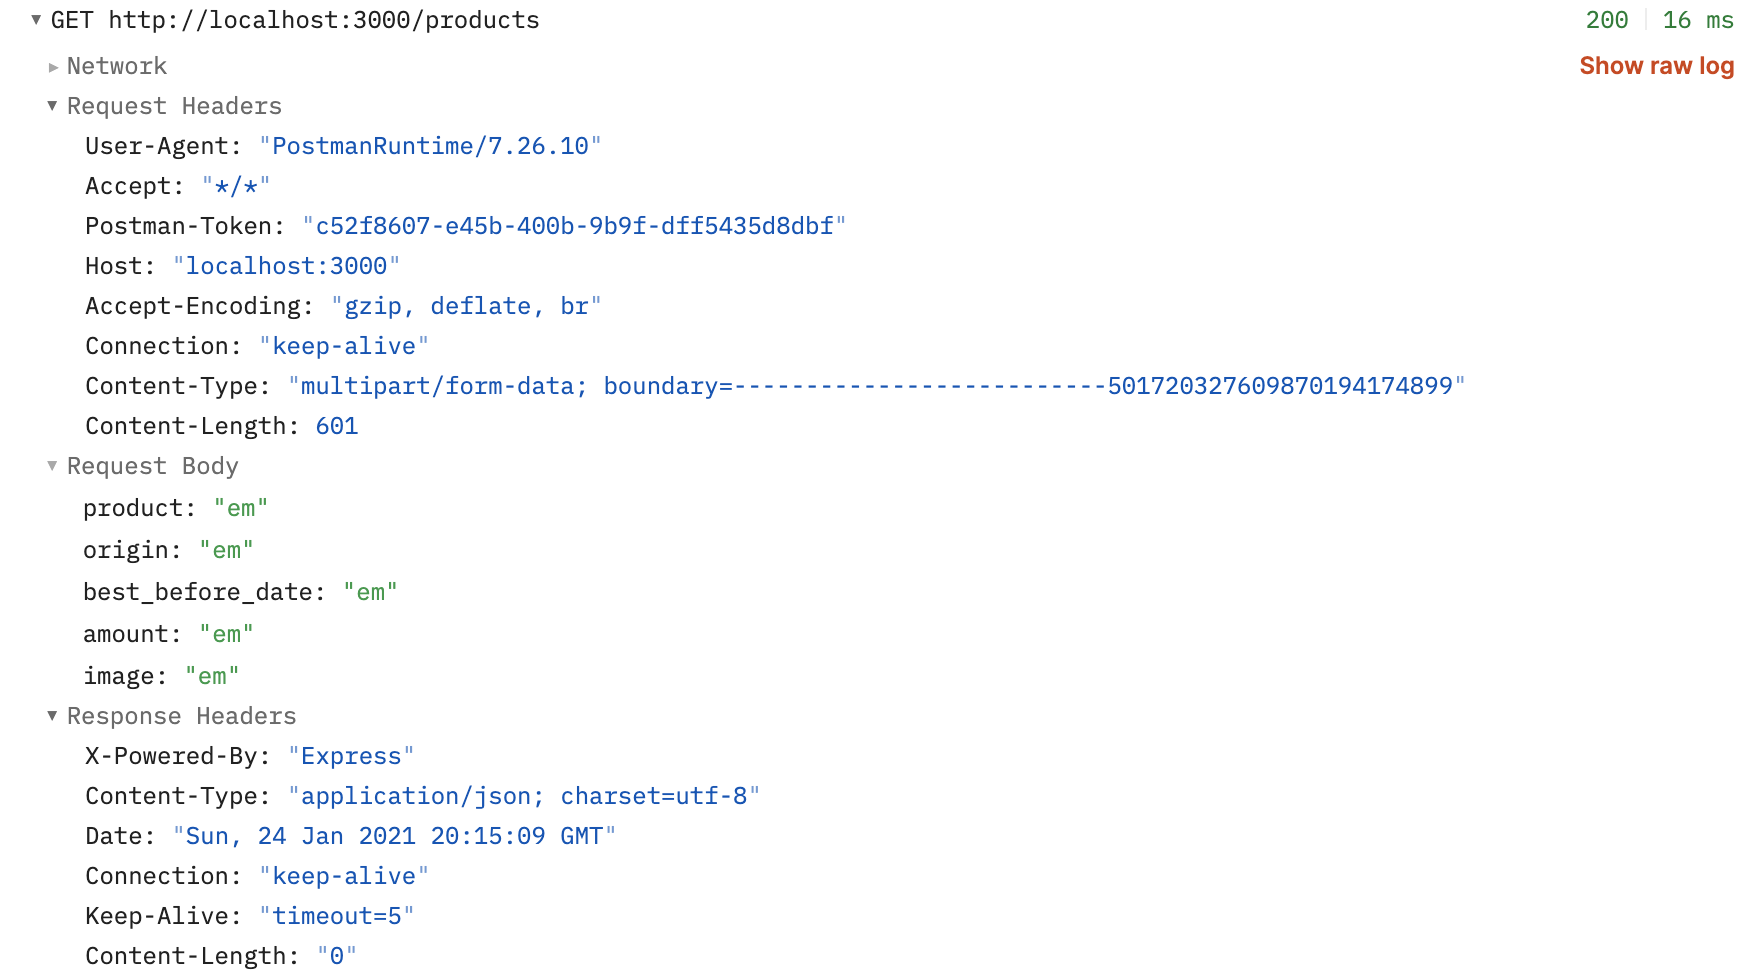 ▼ GET http://localhost:3000/products 200 | 16 ms
▶ Network Show raw log
▼ Request Headers
User-Agent: "PostmanRuntime/7.26.10"
Accept: "*/*"
Postman-Token: "c52f8607-e45b-400b-9b9f-dff5435d8dbf"
Host: "localhost:3000"
Accept-Encoding: "gzip, deflate, br"
Connection: "keep-alive"
Content-Type: "multipart/form-data; boundary=--------------------------501720327609870194174899"
Content-Length: 601
▼ Request Body
product: "em"
origin: "em"
best_before_date: "em"
amount: "em"
image: "em"
▼ Response Headers
X-Powered-By: "Express"
Content-Type: "application/json; charset=utf-8"
Date: "Sun, 24 Jan 2021 20:15:09 GMT"
Connection: "keep-alive"
Keep-Alive: "timeout=5"
Content-Length: "0"